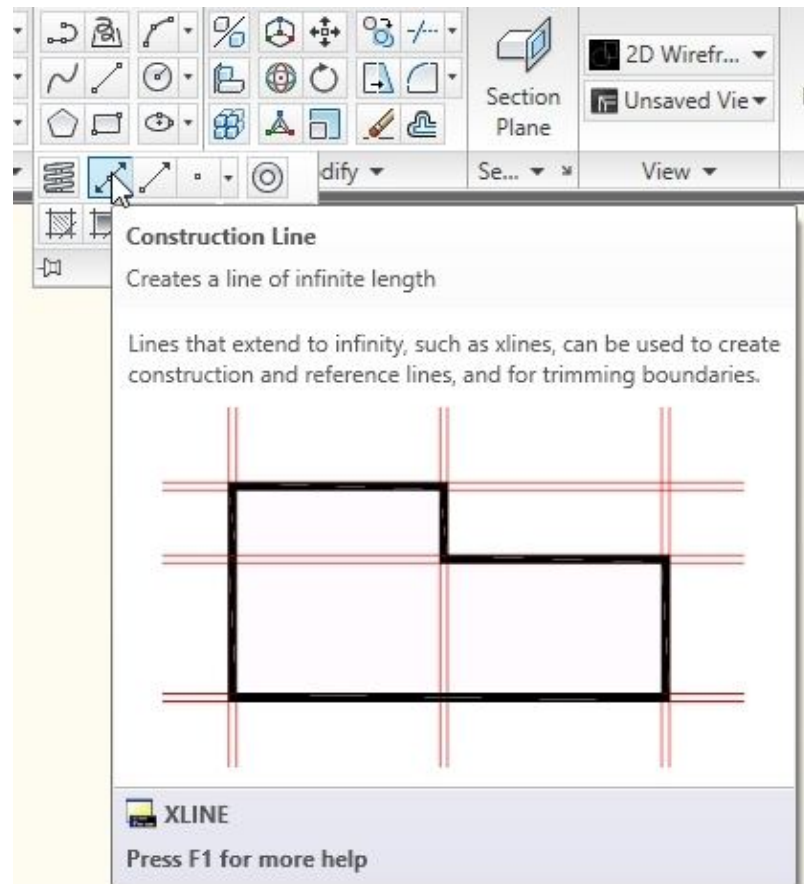 2D Wirefr...
Section
Plane
Unsaved Vie
dify
Se...
View
Construction Line
Creates a line of infinite length
Lines that extend to infinity, such as xlines, can be used to create
construction and reference lines, and for trimming boundaries.
XLINE
Press F1 for more help